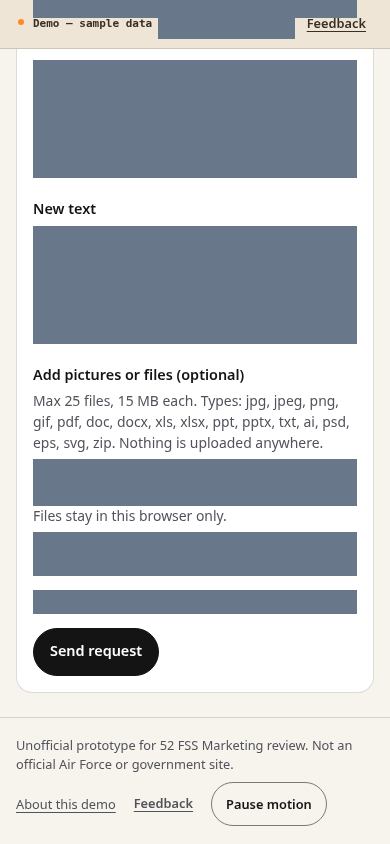 Demo — sample data
Feedback
New text
Add pictures or files (optional)
Max 25 files, 15 MB each. Types: jpg, jpeg, png,
gif, pdf, doc, docx, xls, xlsx, ppt, pptx, txt, ai, psd,
eps, svg, zip. Nothing is uploaded anywhere.
Files stay in this browser only.
Send request
Unofficial prototype for 52 FSS Marketing review. Not an
official Air Force or government site.
About this demo
Feedback
Pause motion